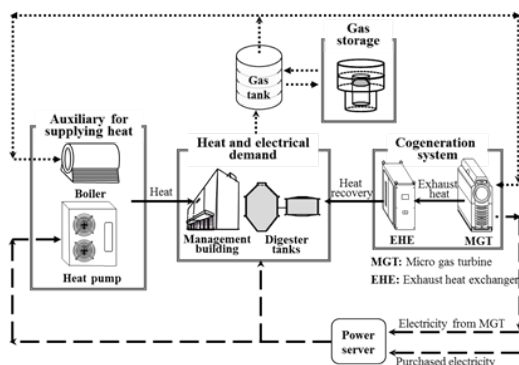 Gas
storage
Gas
tank
Auxiliary for
supplying heat
Boiler
Heat pump
Heat
Heat and electrical
demand
Management
building
Digester
tanks
Heat
recovery
Cogeneration
system
Exhaust
heat
EHE
MGT
MGT: Micro gas turbine
EHE: Exhaust heat exchanger
Power
server
Electricity from MGT
Purchased electricity